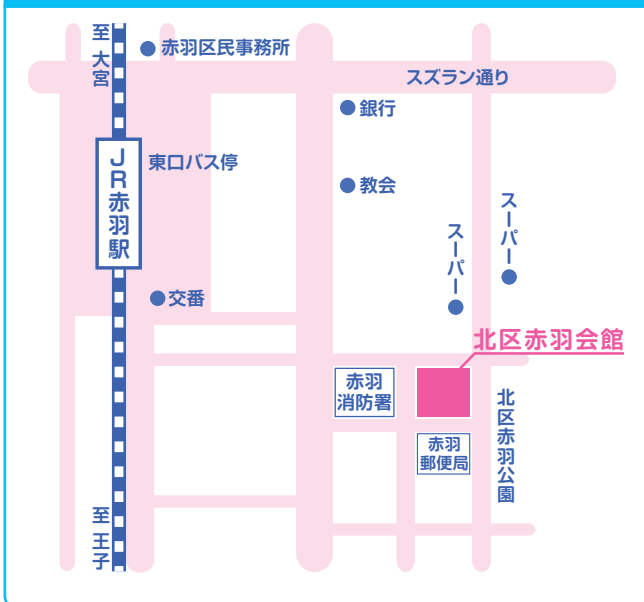 至大宮
赤羽区民事務所
スズラン通り
銀行
JR赤羽駅
東口バス停
教会
スーパー
スーパー
交番
北区赤羽会館
赤羽
消防署
北区赤羽公園
赤羽
郵便局
至王子